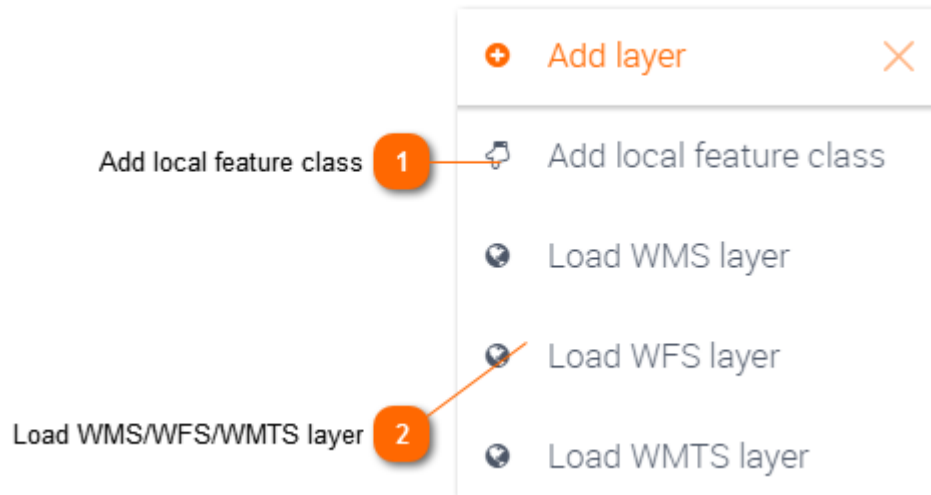 Add layer
Add local feature class 1
Add local feature class
Load WMS layer
Load WFS layer
Load WMS/WFS/WMTS layer 2
Load WMTS layer